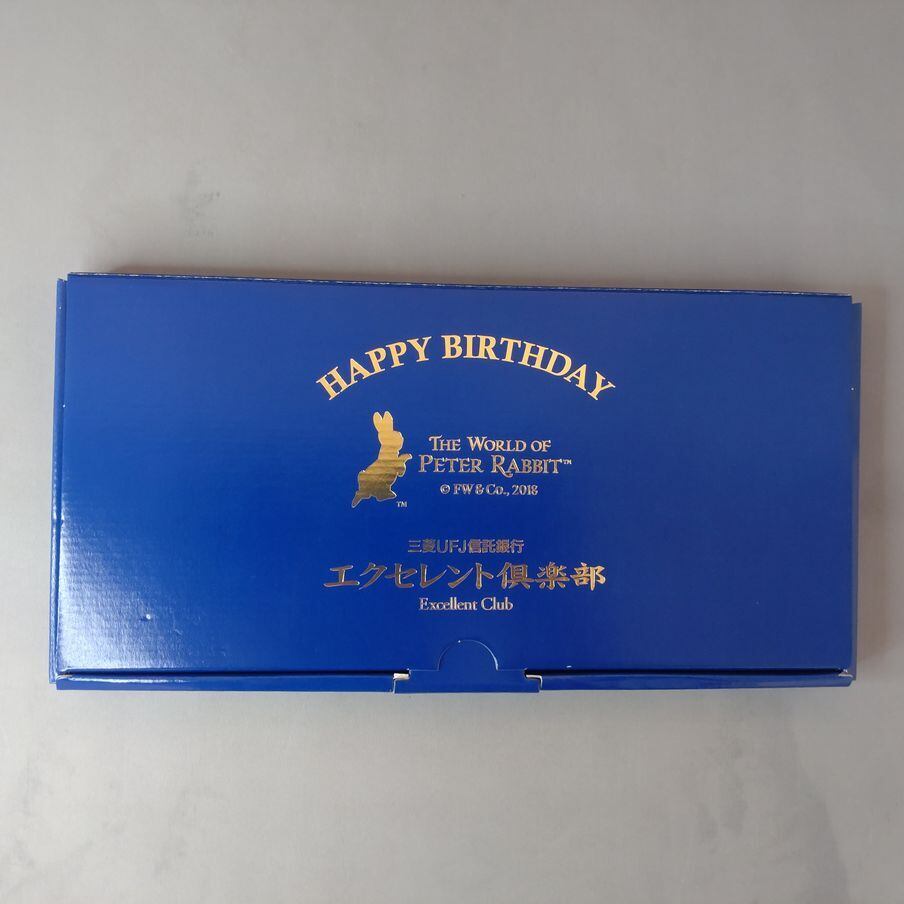 HAPPY BIRTHDAY
THE WORLD OF
PETER RABBIT™
© FW & Co., 2018
TM
三菱UFJ信託銀行
エクセレント倶楽部
Excellent Club